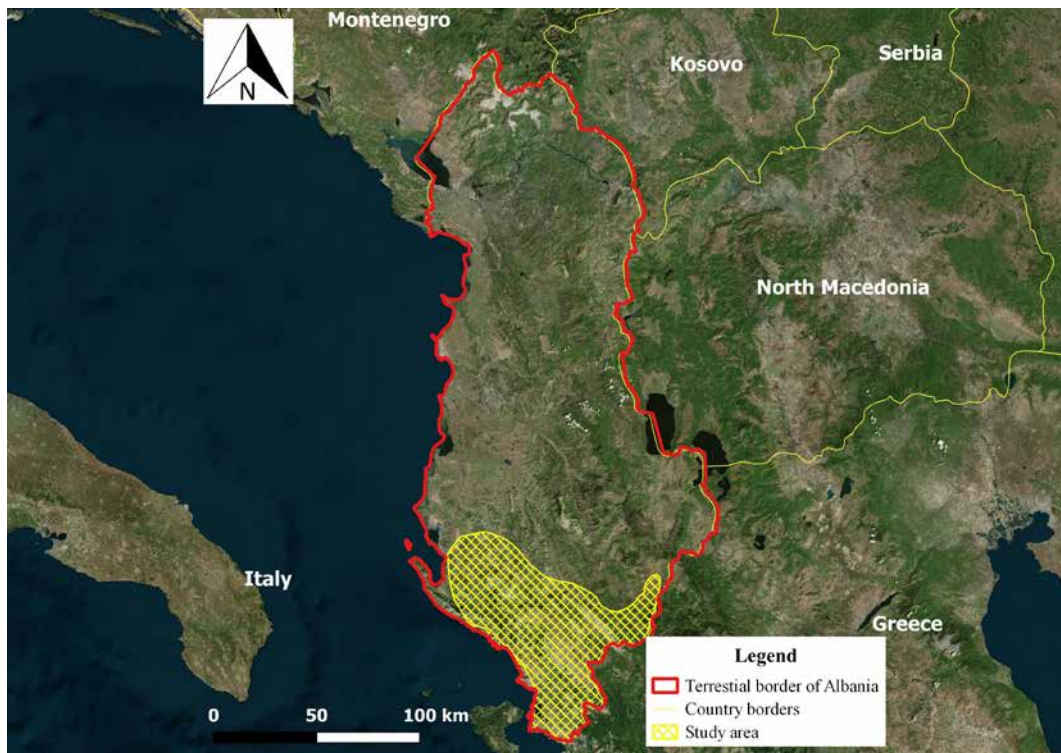 Montenegro
Serbia
Kosovo
N
North Macedonia
Italy
Greece
Legend
Terrestial border of Albania
Country borders
Study area
0 50 100 km